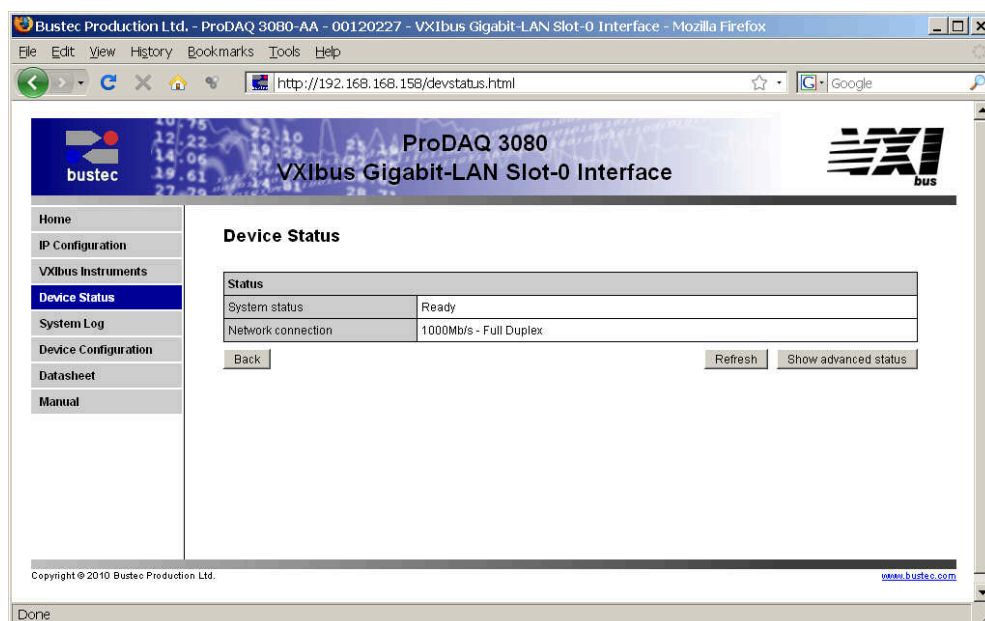 Bustec Production Ltd. - ProDAQ 3080-AA - 00120227 - VXIbus Gigabit-LAN Slot-0 Interface - Mozilla Firefox
File Edit View History Bookmarks Tools Help
http://192.168.168.158/devstatus.html
G Google
bustec
ProDAQ 3080
VXIbus Gigabit-LAN Slot-0 Interface
VXI
bus
Home
IP Configuration
VXIbus Instruments
Device Status
System Log
Device Configuration
Datasheet
Manual
Device Status
Status
System status Ready
Network connection 1000Mb/s - Full Duplex
Back Refresh Show advanced status
Copyright © 2010 Bustec Production Ltd. www.bustec.com
Done